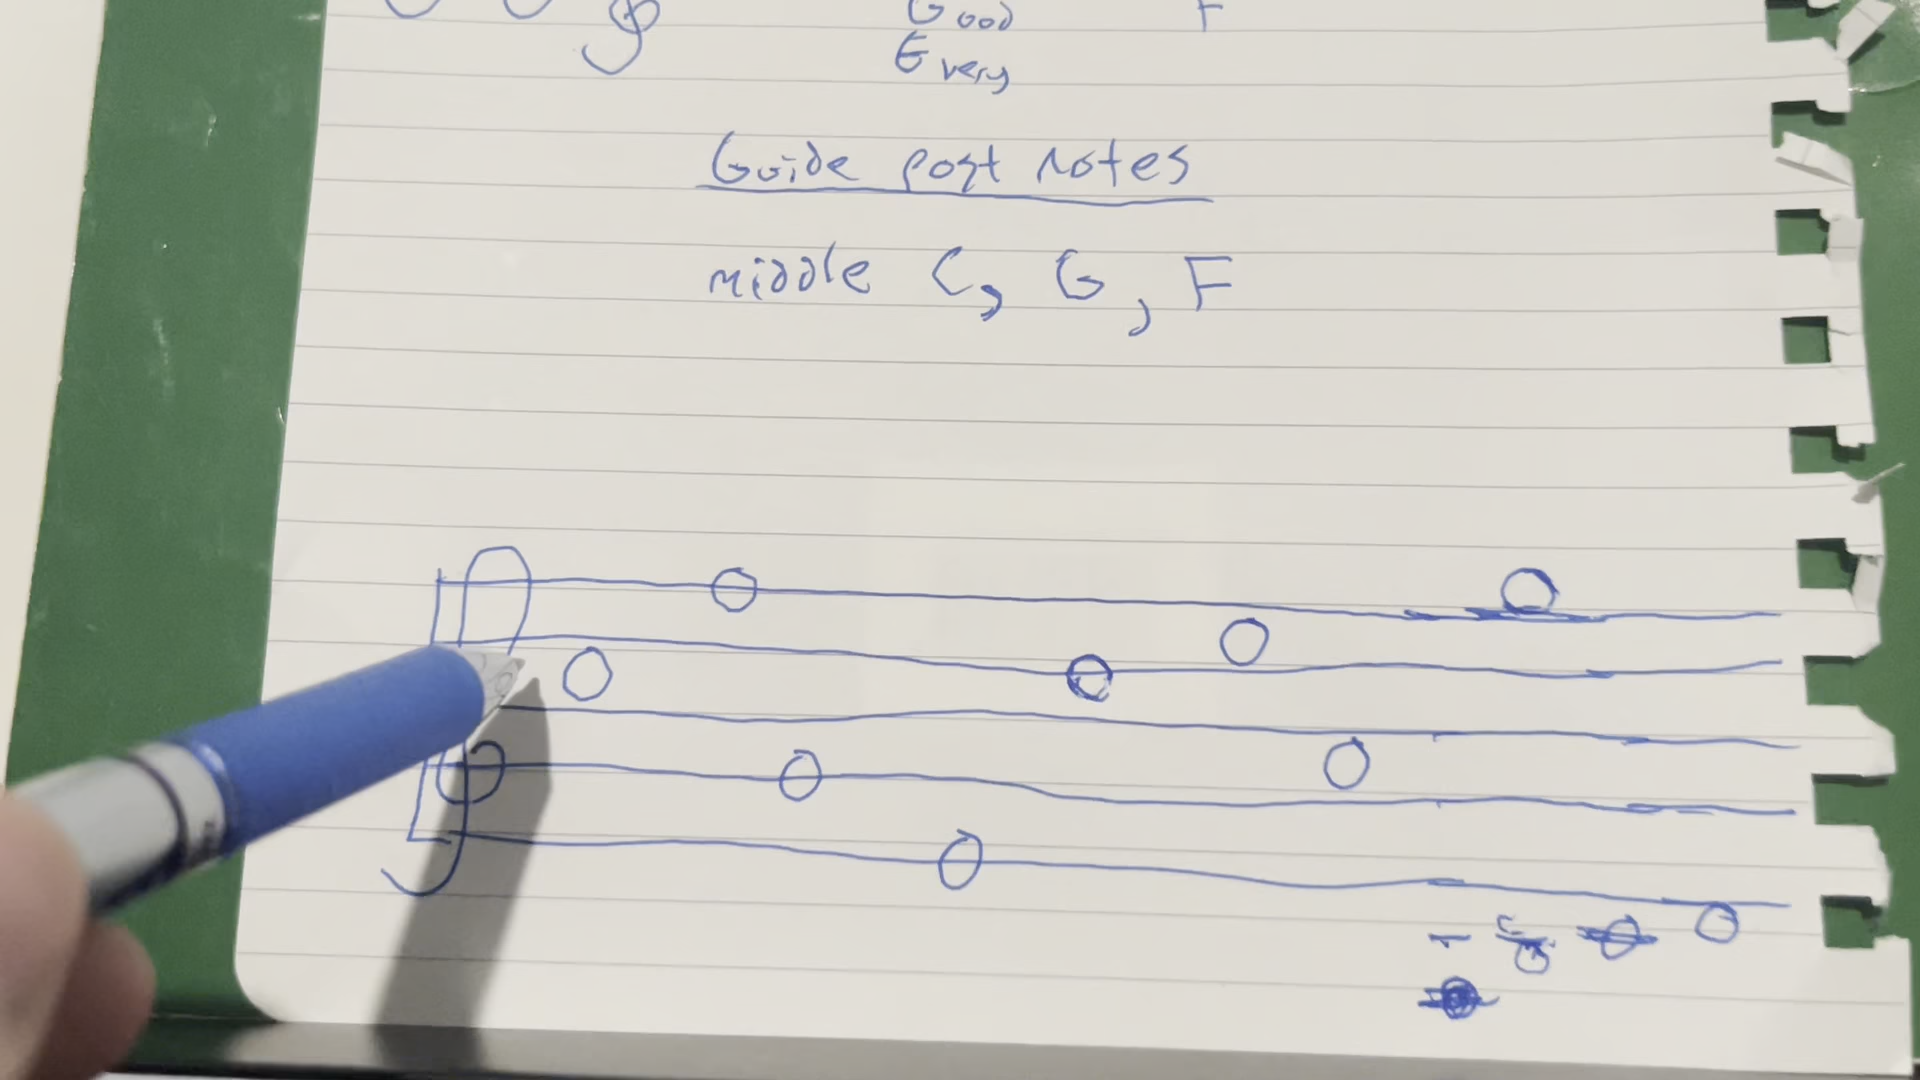 Good F
Every
Guide post notes
middle C, G, F